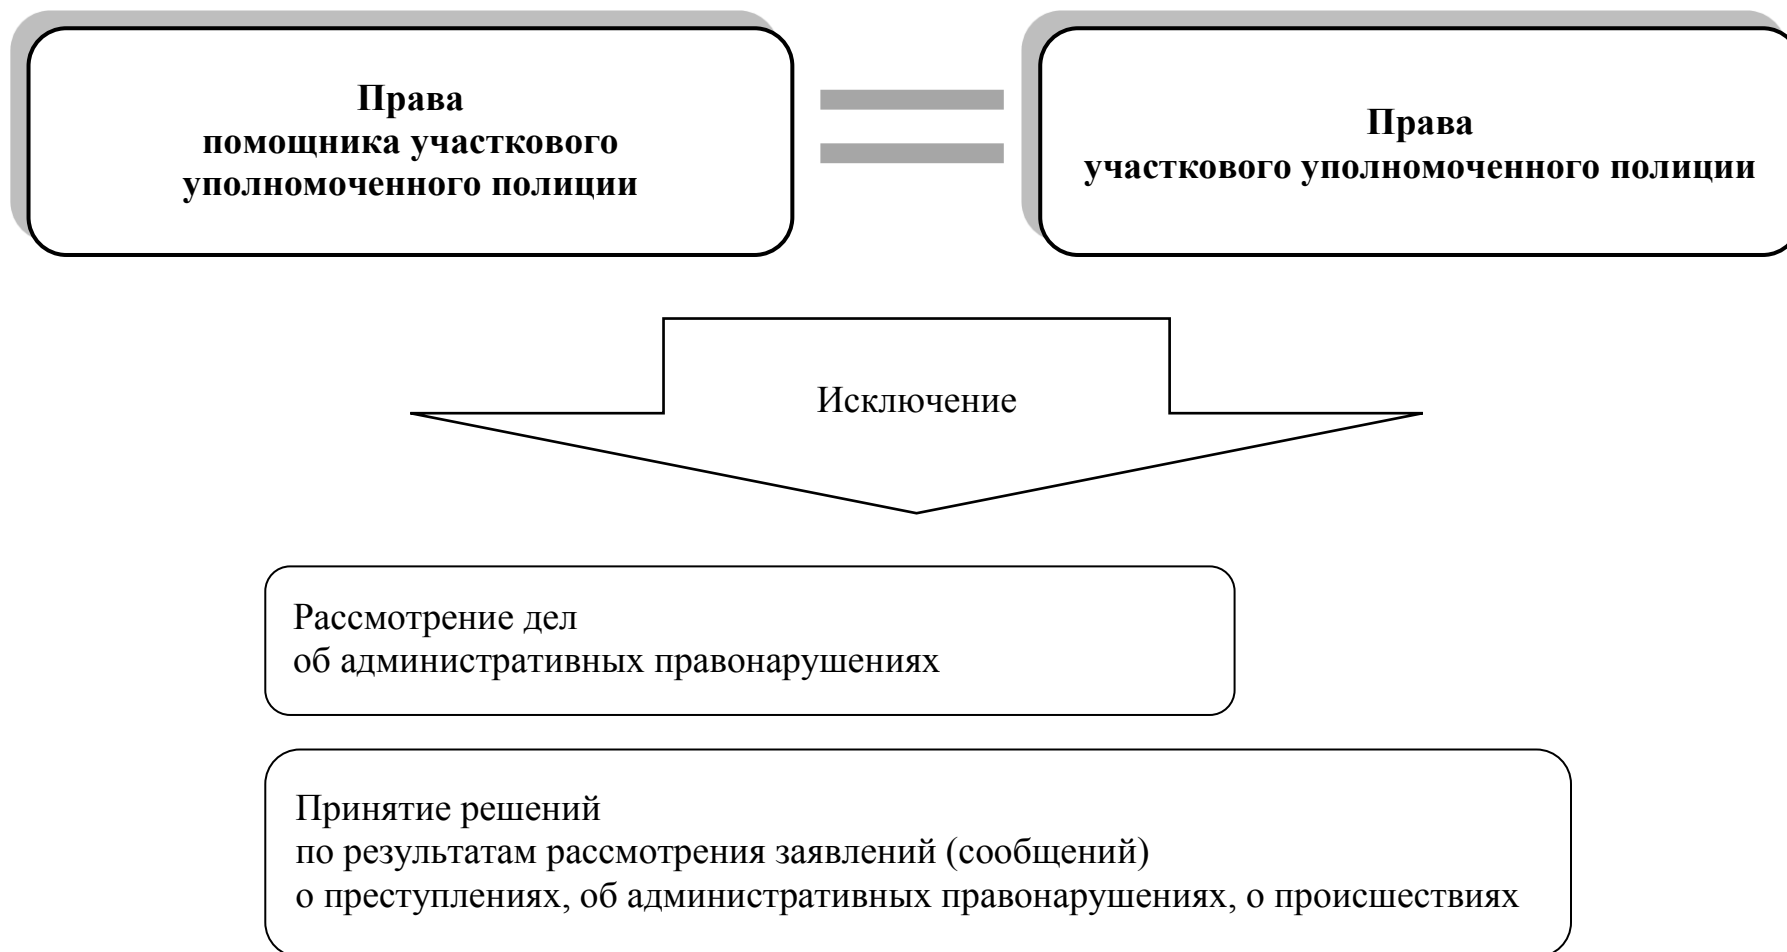 Права
помощника участкового
уполномоченного полиции
Права
участкового уполномоченного полиции
Исключение
Рассмотрение дел
об административных правонарушениях
Принятие решений
по результатам рассмотрения заявлений (сообщений)
о преступлениях, об административных правонарушениях, о происшествиях